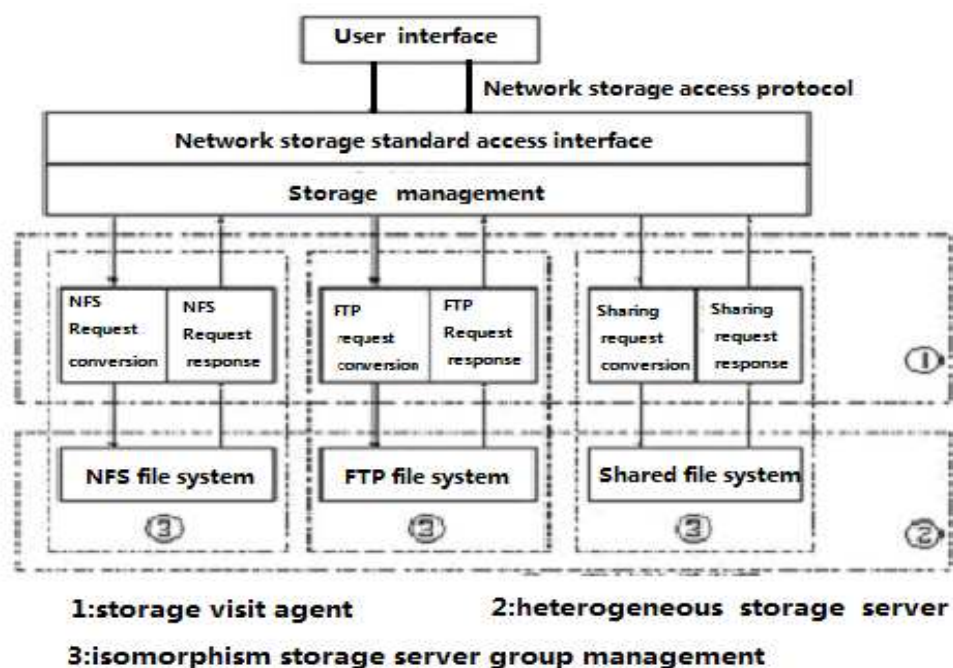 User interface
Network storage access protocol
Network storage standard access interface
Storage management
NFS
Request
conversion
NFS
Request
response
FTP
request
conversion
FTP
Request
response
Sharing
request
conversion
Sharing
request
response
①
NFS file system
FTP file system
Shared file system
③
③
③
②
1:storage visit agent
2:heterogeneous storage server
3:isomorphism storage server group management